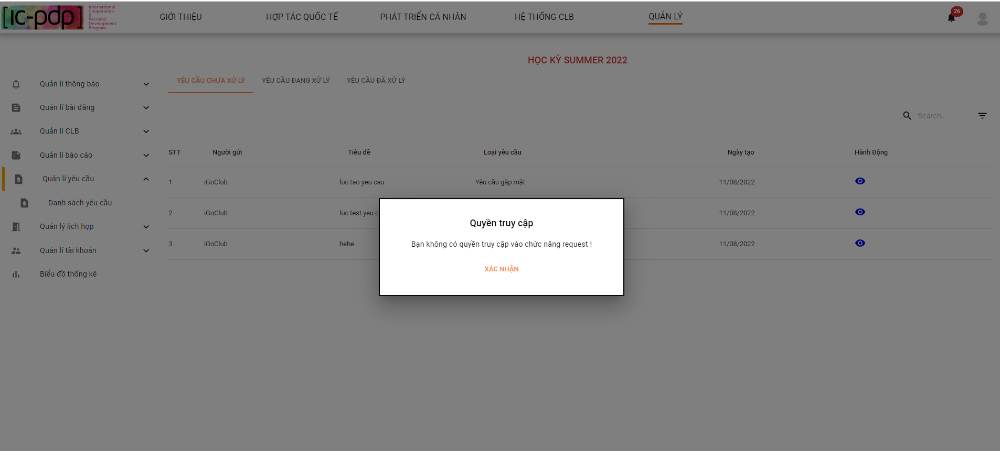 [ic-pdp]
International
Cooperation
&
Personal
Development
Program
GIỚI THIỆU
HỢP TÁC QUỐC TẾ
PHÁT TRIỂN CÁ NHÂN
HỆ THỐNG CLB
QUẢN LÝ
26
HỌC KỲ SUMMER 2022
Quản lí thông báo
Quản lí bài đăng
Quản lí CLB
Quản lí báo cáo
Quản lí yêu cầu
Danh sách yêu cầu
Quản lý lịch họp
Quản lí tài khoản
Biểu đồ thống kê
YÊU CẦU CHƯA XỬ LÝ
YÊU CẦU ĐANG XỬ LÝ
YÊU CẦU ĐÃ XỬ LÝ
Search...
STT Người gửi Tiêu đề Loại yêu cầu Ngày tạo Hành Động
1 iGoClub luc tao yeu cau Yêu cầu gặp mặt 11/08/2022
2 iGoClub luc test yeu c 11/08/2022
3 iGoClub hehe 11/08/2022
Quyền truy cập
Bạn không có quyền truy cập vào chức năng request !
XÁC NHẬN